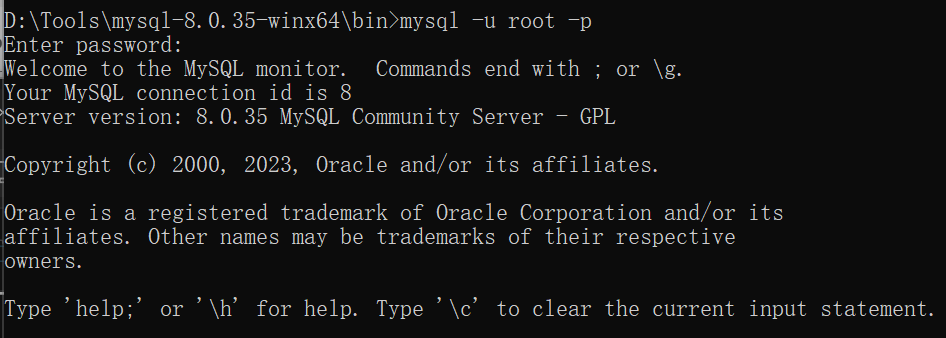 D:\Tools\mysql-8.0.35-winx64\bin>mysql -u root -p
Enter password:
Welcome to the MySQL monitor.  Commands end with ; or \g.
Your MySQL connection id is 8
Server version: 8.0.35 MySQL Community Server - GPL
Copyright (c) 2000, 2023, Oracle and/or its affiliates.
Oracle is a registered trademark of Oracle Corporation and/or its
affiliates. Other names may be trademarks of their respective
owners.
Type 'help;' or '\h' for help. Type '\c' to clear the current input statement.